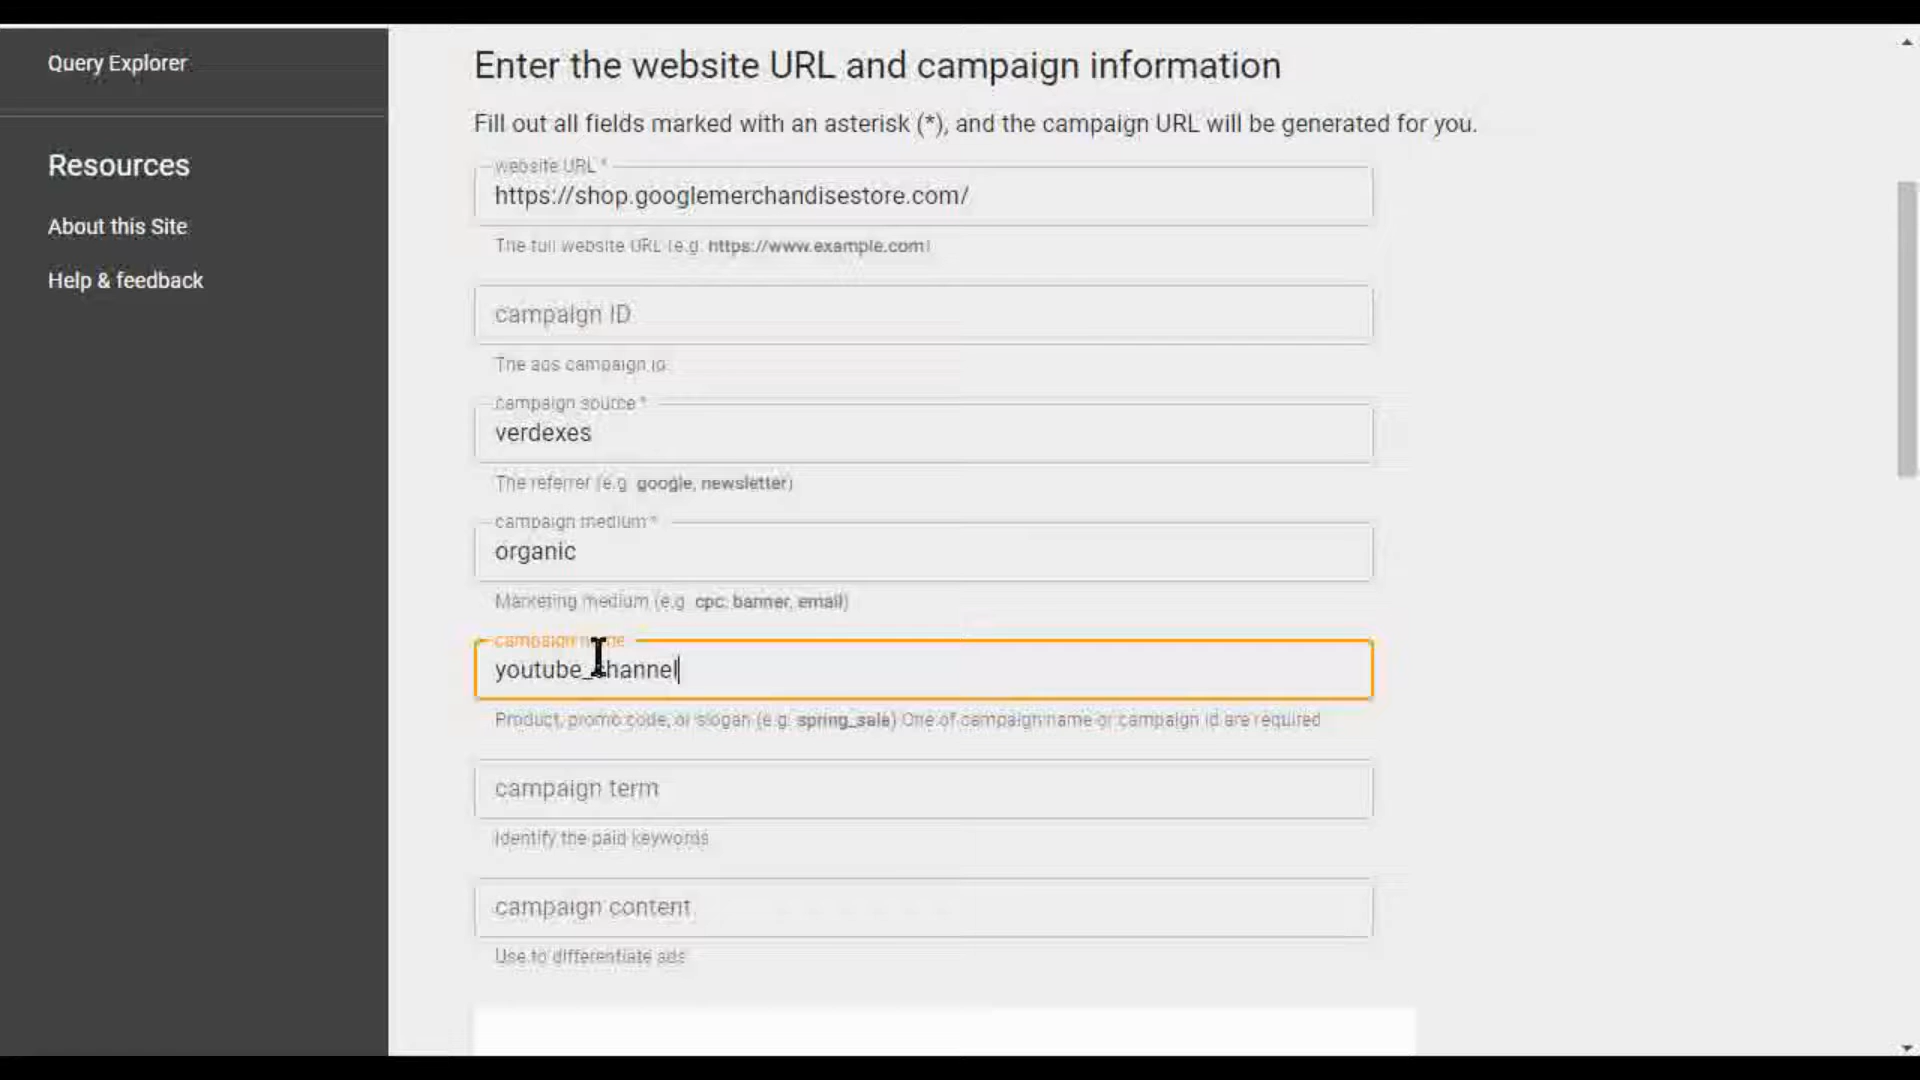 Query Explorer
Resources
About this Site
Help & feedback
Enter the website URL and campaign information
Fill out all fields marked with an asterisk (*), and the campaign URL will be generated for you.
website URL *
https://shop.googlemerchandisestore.com/
The full website URL (e.g. https://www.example.com)
campaign ID
The ads campaign id.
campaign source *
verdexes
The referrer (e.g. google, newsletter)
campaign medium *
organic
Marketing medium (e.g. cpc, banner, email)
campaign name
youtube_channel
Product, promo code, or slogan (e.g. spring_sale) One of campaign name or campaign id are required
campaign term
Identify the paid keywords
campaign content
Use to differentiate ads